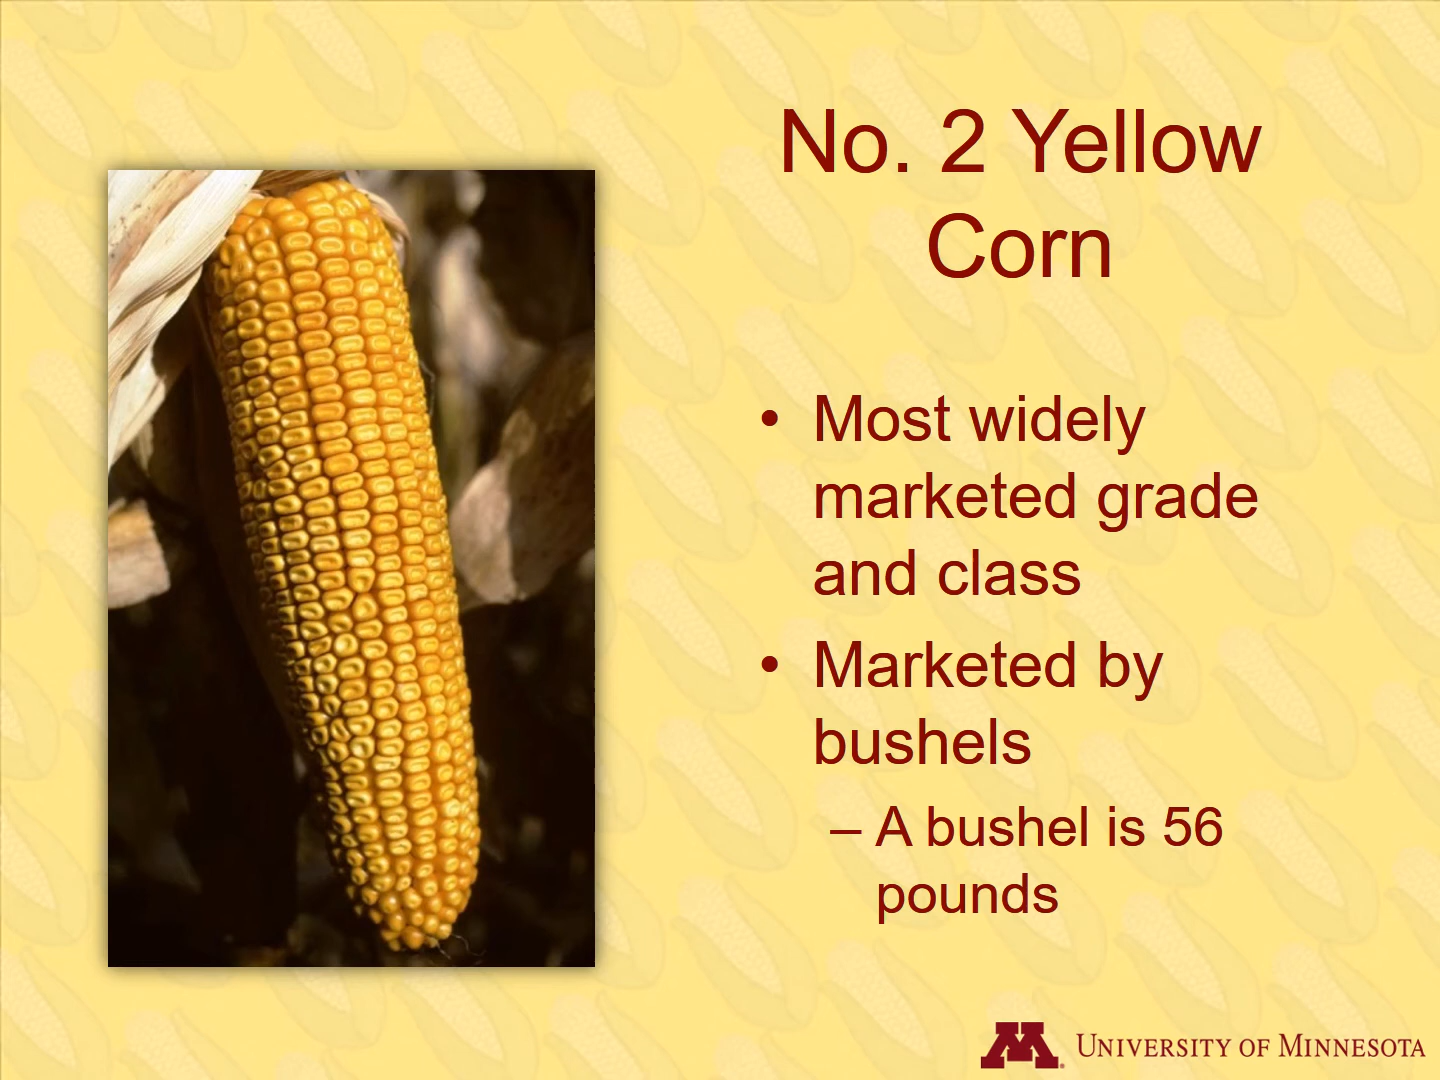 No. 2 Yellow
Corn
• Most widely
marketed grade
and class
• Marketed by
bushels
– A bushel is 56
pounds
M
UNIVERSITY OF MINNESOTA